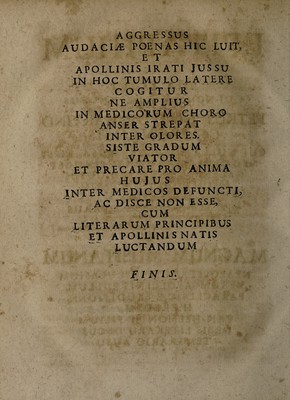 AGGRESSUS
AUDACIÆ POENAS HIC LUIT,
ET
APOLLINIS IRATI JUSSU
IN HOC TUMULO LATERE
COGITUR
NE AMPLIUS
IN MEDICORUM CHORO
ANSER STREPAT
INTER OLORES.
SISTE GRADUM
VIATOR
ET PRECARE PRO ANIMA
HUJUS
INTER MEDICOS DEFUNCTI,
AC DISCE NON ESSE,
CUM
LITERARUM PRINCIPIBUS
ET APOLLINIS NATIS
LUCTANDUM
FINIS.